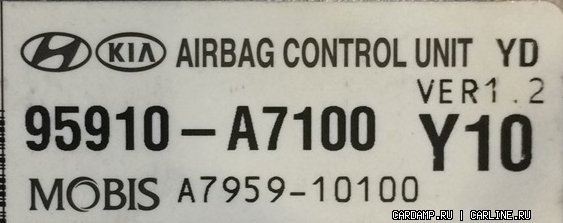 KIA AIRBAG CONTROL UNIT YD
VER1.2
95910-A7100 Y10
MOBIS A7959-10100
CARDAMP.RU | CARLINE.RU